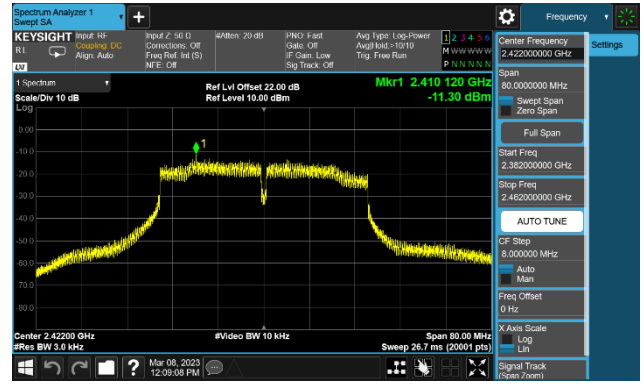 Spectrum Analyzer 1
Swept SA
+
Frequency
KEYSIGHT
Input: RF
Coupling: DC
Align: Auto
Input Z: 50 Ω
Corrections: Off
Freq Ref: Int (S)
NFE: Off
#Atten: 20 dB
PNO: Fast
Gate: Off
IF Gain: Low
Sig Track: Off
Avg Type: Log-Power
Avg|Hold:>10/10
Trig: Free Run
1 2 3 4 5 6
M W W W W W
P N N N N N
RL
LXI
1 Spectrum
Scale/Div 10 dB
Log
Ref Lvl Offset 22.00 dB
Ref Level 10.00 dBm
Mkr1 2.410 120 GHz
-11.30 dBm
1
0.00
-10.0
-20.0
-30.0
-40.0
-50.0
-60.0
-70.0
-80.0
Center 2.42200 GHz
#Res BW 3.0 kHz
#Video BW 10 kHz
Span 80.00 MHz
Sweep 26.7 ms (20001 pts)
?
Mar 08, 2023
12:09:08 PM
Center Frequency
2.422000000 GHz
Settings
Span
80.0000000 MHz
Swept Span
Zero Span
Full Span
Start Freq
2.382000000 GHz
Stop Freq
2.462000000 GHz
AUTO TUNE
CF Step
8.000000 MHz
Auto
Man
Freq Offset
0 Hz
X Axis Scale
Log
Lin
Signal Track
(Span Zoom)